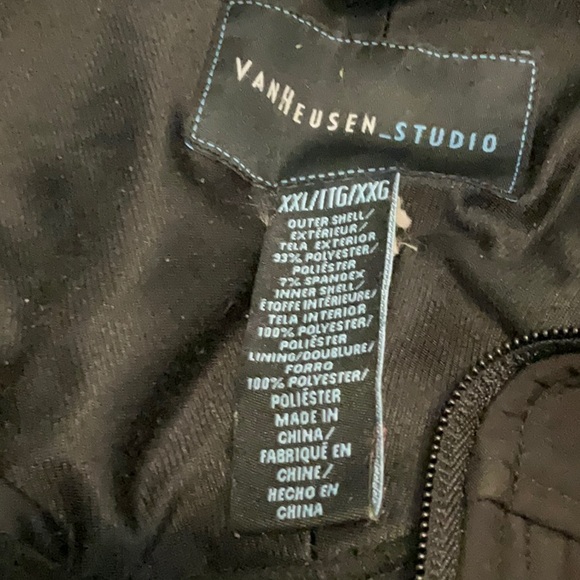 VANHEUSEN_STUDIO
XXL/TTG/XXG
OUTER SHELL/
EXTÉRIEUR/
TELA EXTERIOR
93% POLYESTER/
POLIÉSTER
7% SPANDEX
INNER SHELL/
ÉTOFFE INTÉRIEURE/
TELA INTERIOR
100% POLYESTER/
POLIÉSTER
LINING/DOUBLURE/
FORRO
100% POLYESTER/
POLIÉSTER
MADE IN
CHINA/
FABRIQUÉ EN
CHINE/
HECHO EN
CHINA